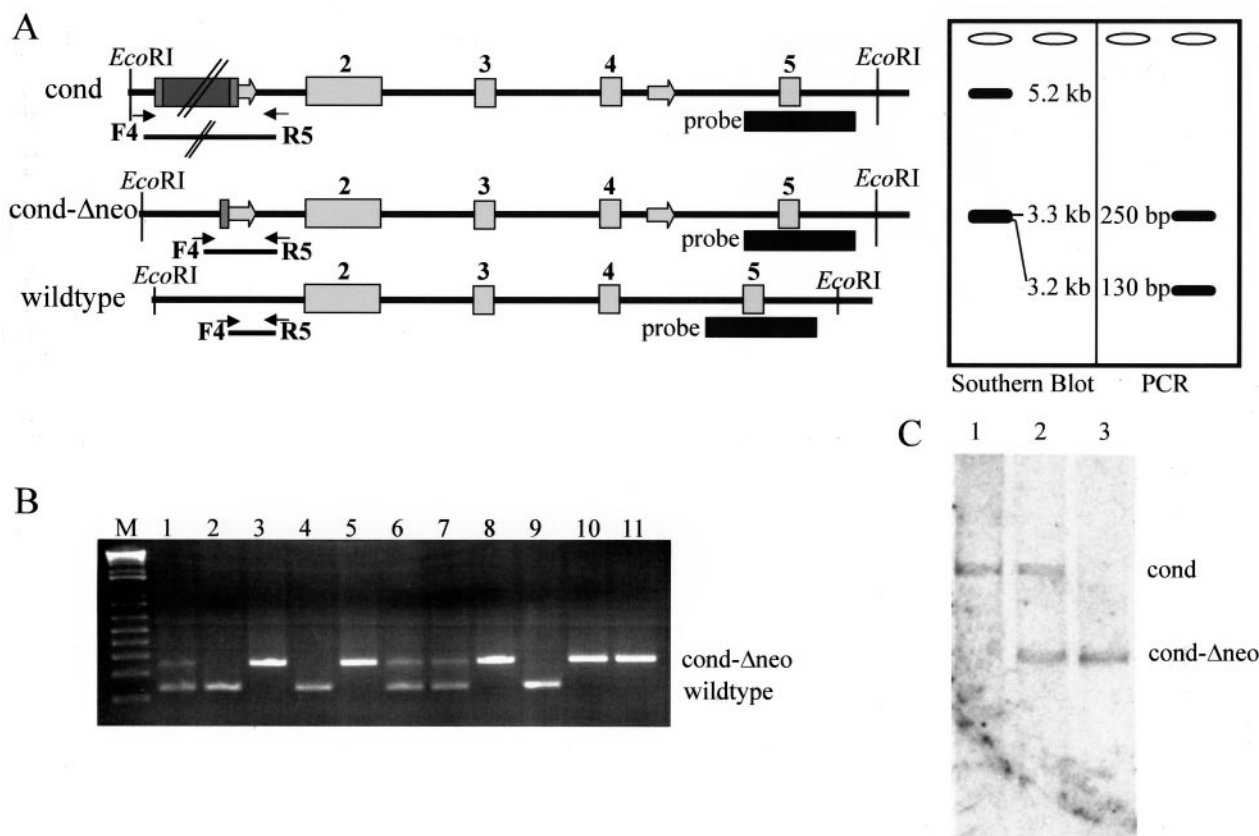 A
EcoRI 2 3 4 5 EcoRI
cond
F4 R5 probe
EcoRI 2 3 4 5 EcoRI
cond-Δneo
F4 R5 probe
EcoRI 2 3 4 5 EcoRI
wildtype
F4 R5 probe
5.2 kb
3.3 kb 250 bp
3.2 kb 130 bp
Southern Blot PCR
B
M 1 2 3 4 5 6 7 8 9 10 11
cond-Δneo
wildtype
C
1 2 3
cond
cond-Δneo